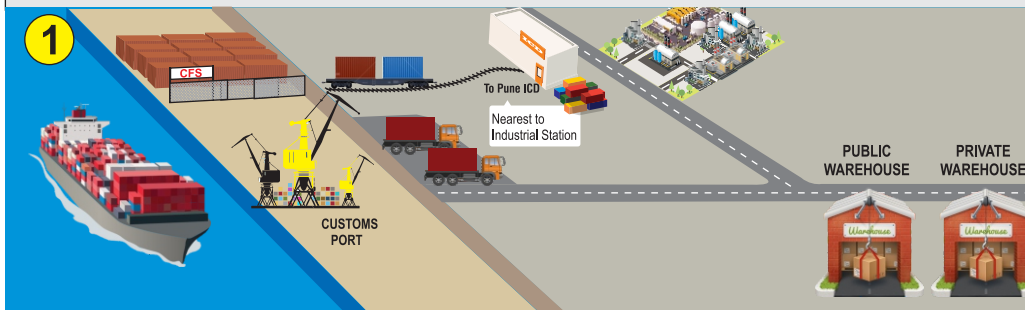 1
CFS
To Pune ICD
Nearest to
Industrial Station
CUSTOMS
PORT
PUBLIC
WAREHOUSE
PRIVATE
WAREHOUSE
Warehouse
Warehouse